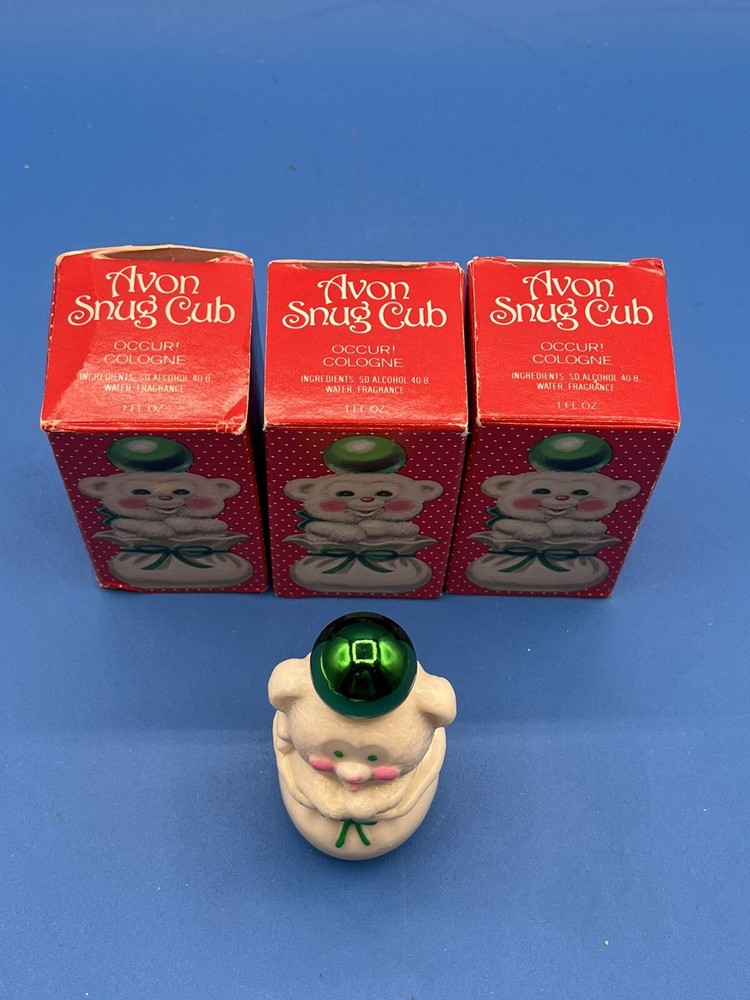 Avon
Snug Cub
OCCUR!
COLOGNE
INGREDIENTS: SD ALCOHOL 40-B,
WATER, FRAGRANCE
1 FL OZ
Avon
Snug Cub
OCCUR!
COLOGNE
INGREDIENTS: SD ALCOHOL 40-B,
WATER, FRAGRANCE
1 FL OZ
Avon
Snug Cub
OCCUR!
COLOGNE
INGREDIENTS: SD ALCOHOL 40-B,
WATER, FRAGRANCE
1 FL OZ